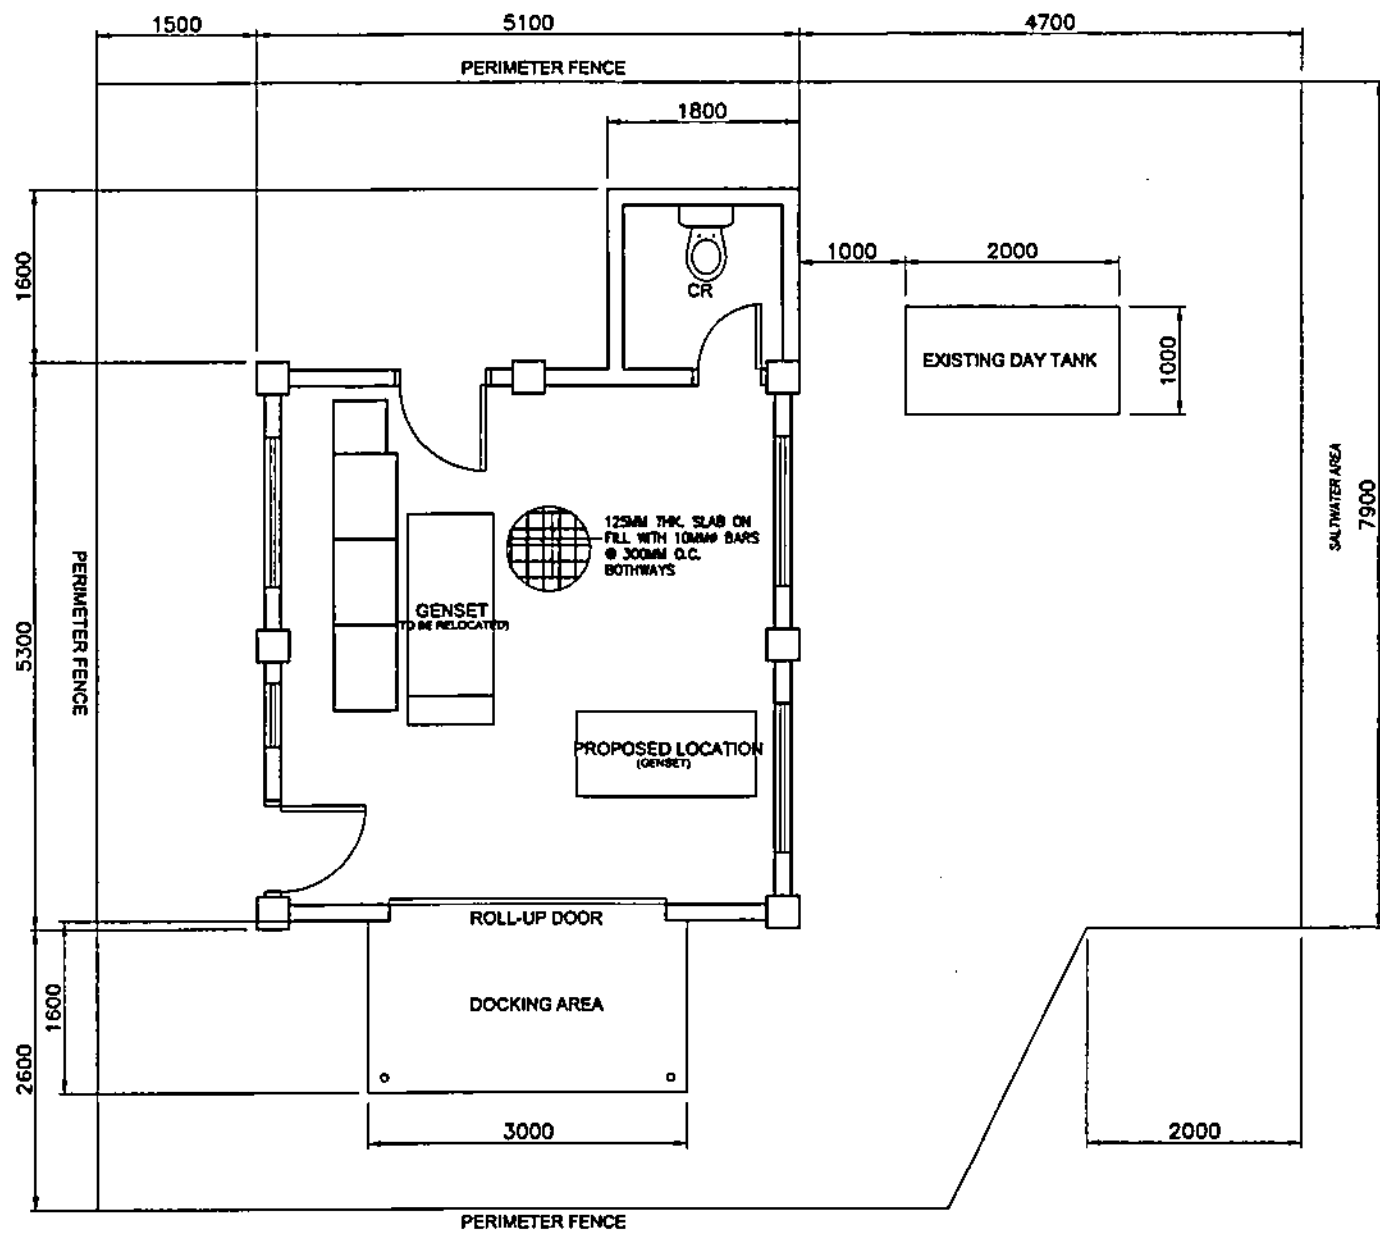 1500
5100
4700
PERIMETER FENCE
1800
1600
1000
2000
CR
EXISTING DAY TANK
1000
SALTWATER AREA
7900
125MM THK. SLAB ON
FILL WITH 10MMØ BARS
@ 300MM O.C.
BOTHWAYS
PERIMETER FENCE
5300
GENSET
(TO BE RELOCATED)
PROPOSED LOCATION
(GENSET)
ROLL-UP DOOR
DOCKING AREA
1600
2600
3000
2000
PERIMETER FENCE